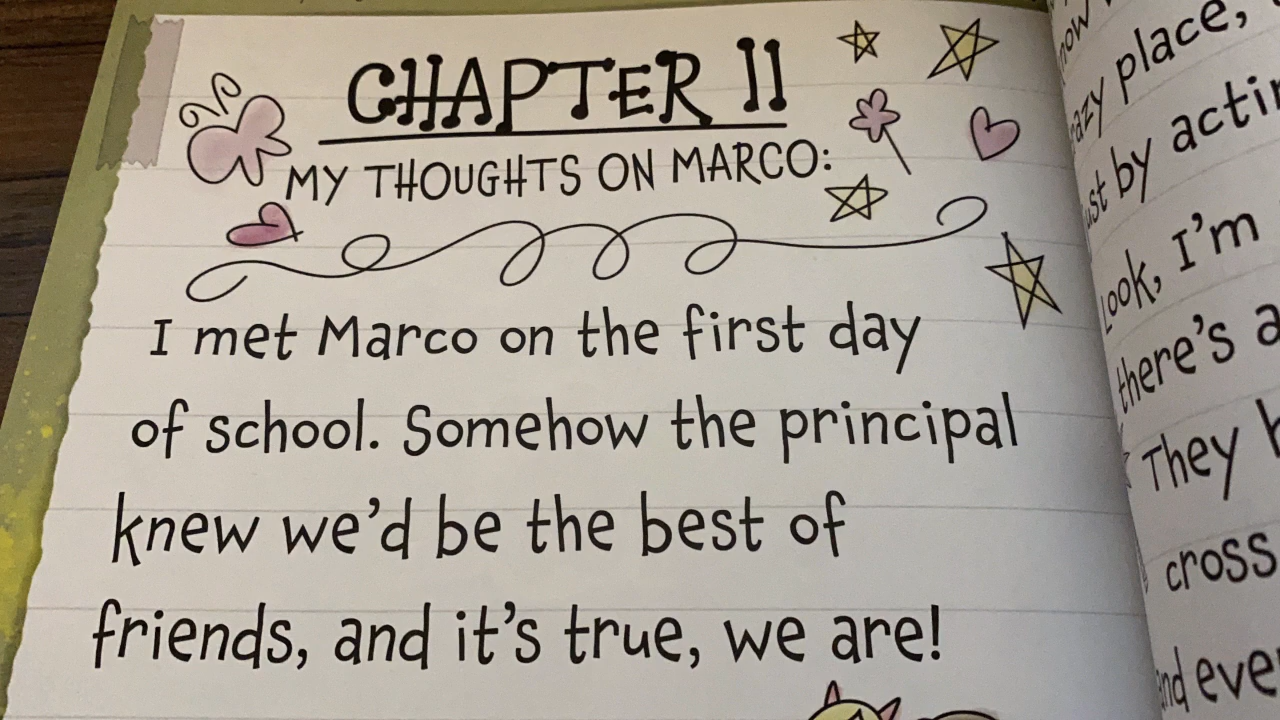 CHAPTER II
MY THOUGHTS ON MARCO:
I met Marco on the first day
of school. Somehow the principal
knew we'd be the best of
friends, and it's true, we are!
place,
by
Look, I'm
there's
They
cross